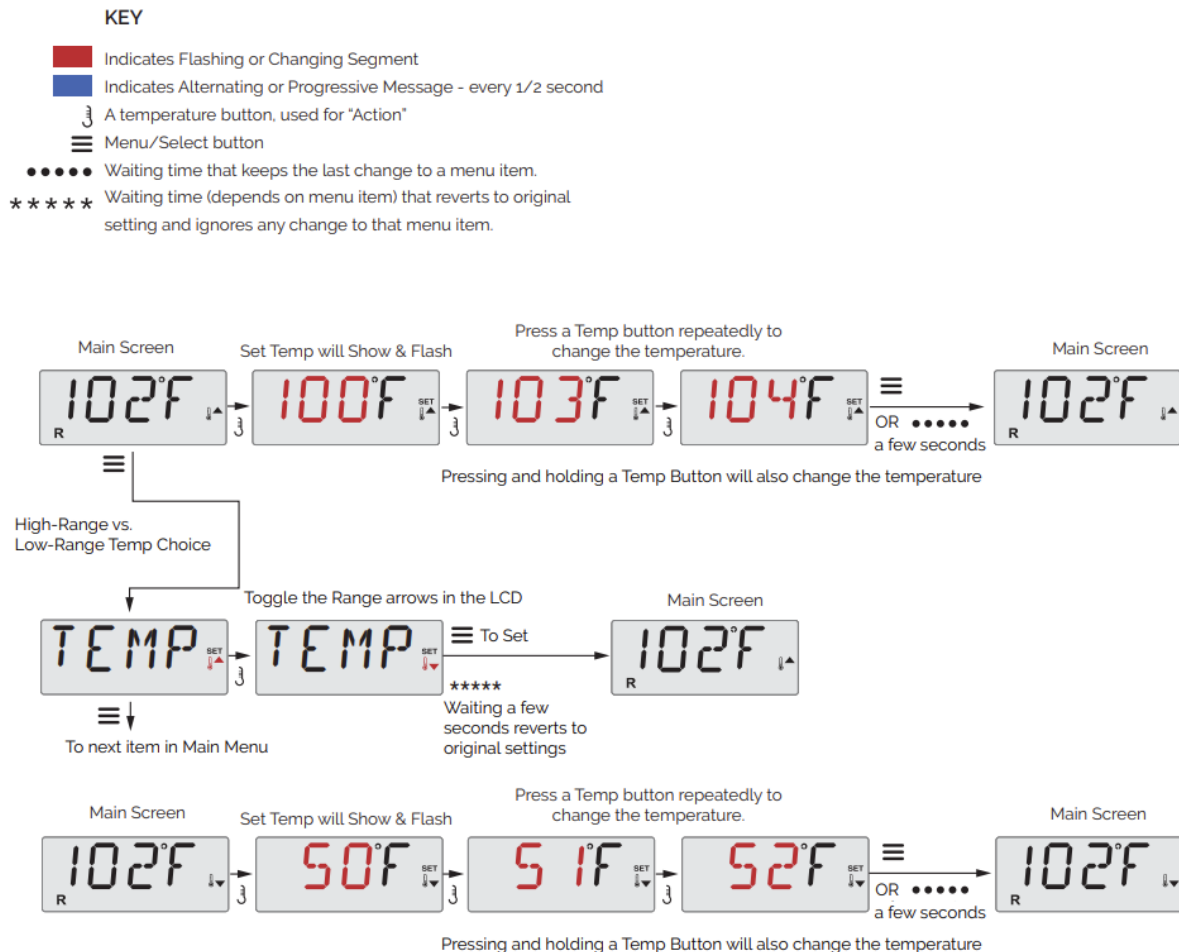 KEY
Indicates Flashing or Changing Segment
Indicates Alternating or Progressive Message - every 1/2 second
A temperature button, used for “Action”
Menu/Select button
••••• Waiting time that keeps the last change to a menu item.
***** Waiting time (depends on menu item) that reverts to original
setting and ignores any change to that menu item.
Main Screen
Set Temp will Show & Flash
Press a Temp button repeatedly to
change the temperature.
Main Screen
102°F
R
100°F
SET
103°F
SET
104°F
SET
OR •••••
a few seconds
102°F
R
Pressing and holding a Temp Button will also change the temperature
High-Range vs.
Low-Range Temp Choice
Toggle the Range arrows in the LCD
Main Screen
TEMP
SET
TEMP
SET
To Set
*****
Waiting a few
seconds reverts to
original settings
102°F
R
To next item in Main Menu
Main Screen
Set Temp will Show & Flash
Press a Temp button repeatedly to
change the temperature.
Main Screen
102°F
R
50°F
SET
51°F
SET
52°F
SET
OR •••••
a few seconds
102°F
R
Pressing and holding a Temp Button will also change the temperature